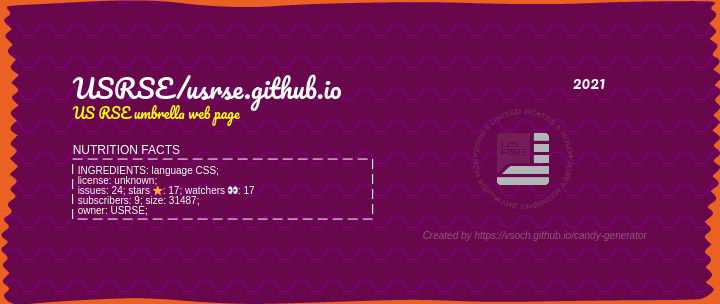 USRSE/usrse.github.io
US RSE umbrella web page
2021
NUTRITION FACTS
INGREDIENTS: language CSS;
license: unknown;
issues: 24; stars ⭐: 17; watchers 👀: 17
subscribers: 9; size: 31487;
owner: USRSE;
US
RSE
UNITED STATES RESEARCH SOFTWARE ENGINEER
Created by https://vsoch.github.io/candy-generator